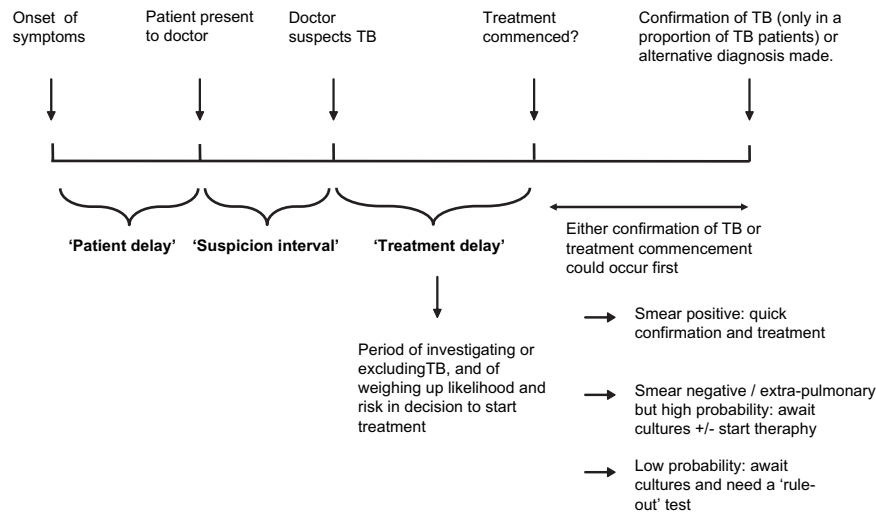 Onset of
symptoms
Patient present
to doctor
Doctor
suspects TB
Treatment
commenced?
Confirmation of TB (only in a
proportion of TB patients) or
alternative diagnosis made.
‘Patient delay’
‘Suspicion interval’
‘Treatment delay’
Either confirmation of TB or
treatment commencement
could occur first
Period of investigating or
excludingTB, and of
weighing up likelihood and
risk in decision to start
treatment
Smear positive: quick
confirmation and treatment
Smear negative / extra-pulmonary
but high probability: await
cultures +/- start theraphy
Low probability: await
cultures and need a ‘rule-
out’ test